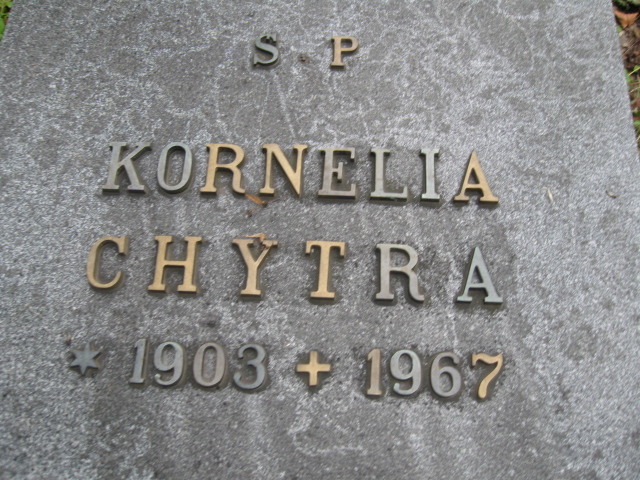 S. P
KORNELIA
CHYTRA
* 1903 + 1967